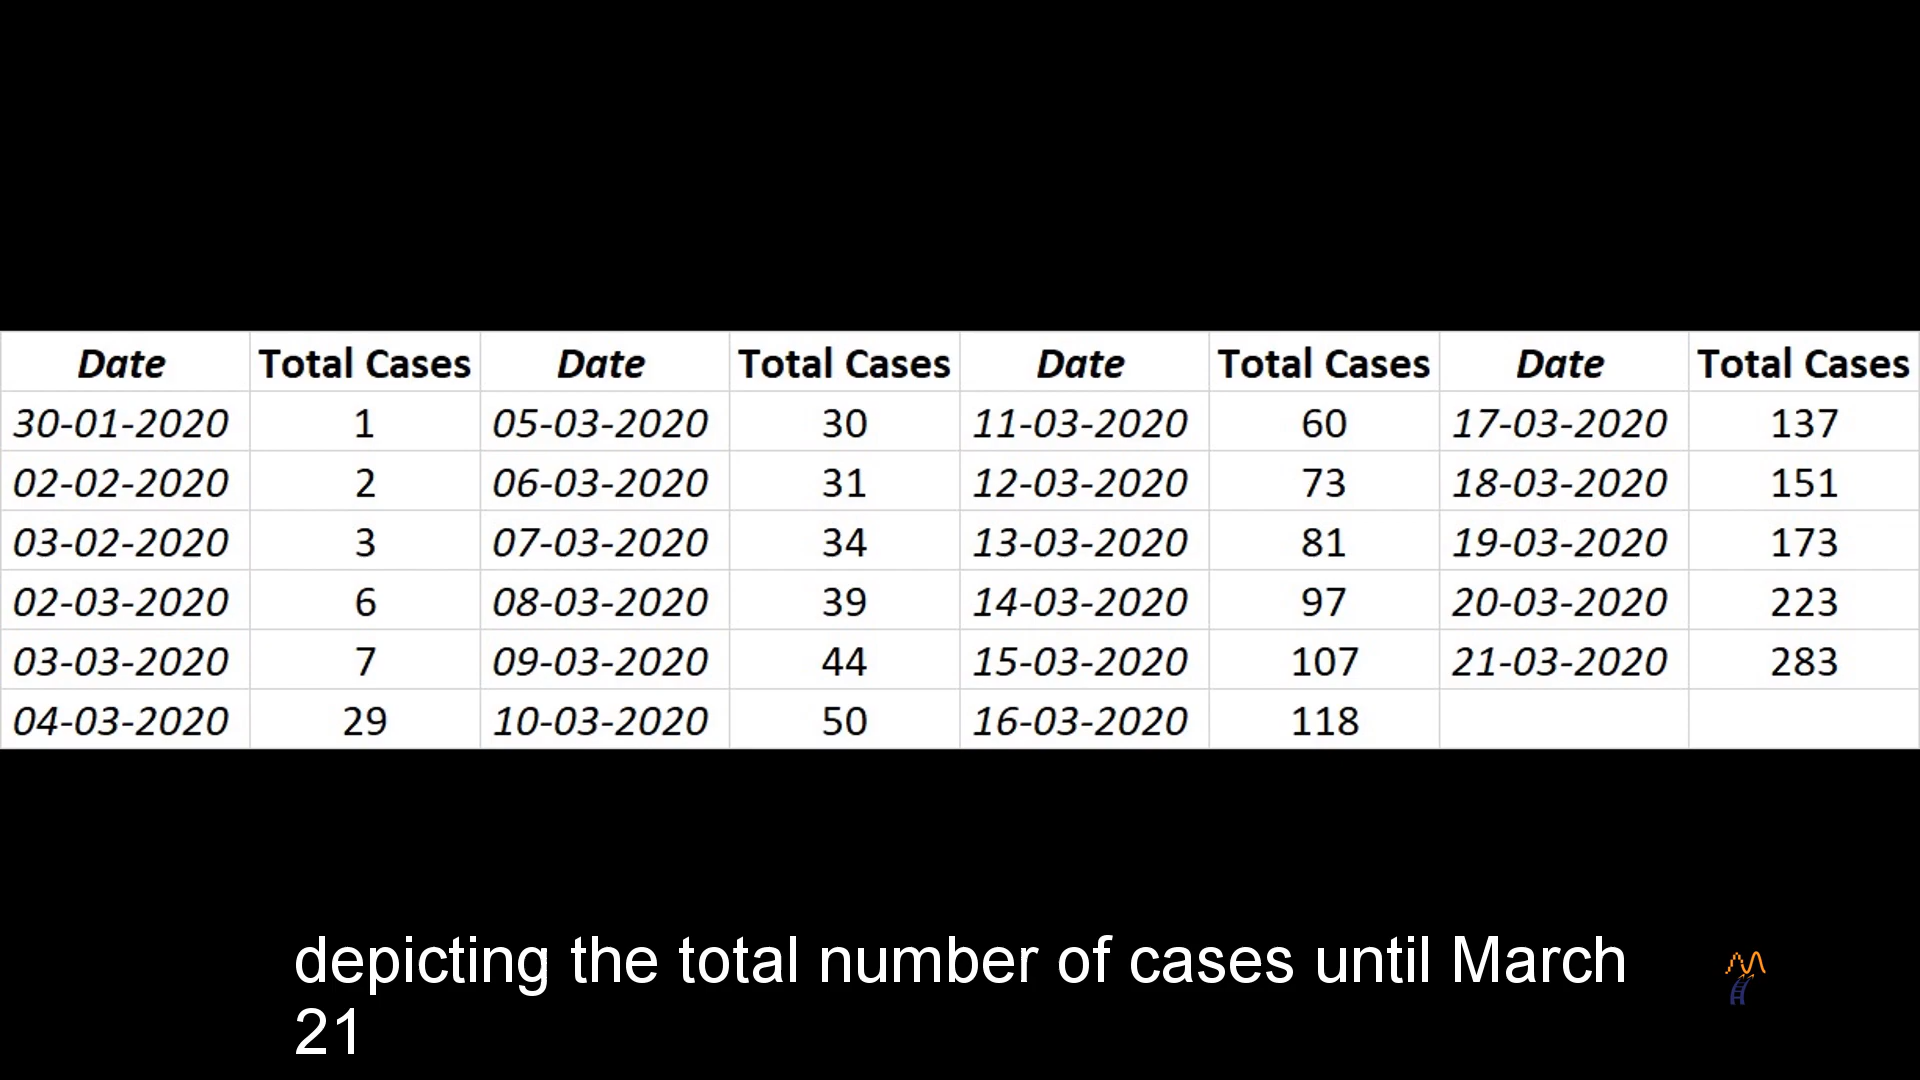 Date Total Cases Date Total Cases Date Total Cases Date Total Cases
30-01-2020 1 05-03-2020 30 11-03-2020 60 17-03-2020 137
02-02-2020 2 06-03-2020 31 12-03-2020 73 18-03-2020 151
03-02-2020 3 07-03-2020 34 13-03-2020 81 19-03-2020 173
02-03-2020 6 08-03-2020 39 14-03-2020 97 20-03-2020 223
03-03-2020 7 09-03-2020 44 15-03-2020 107 21-03-2020 283
04-03-2020 29 10-03-2020 50 16-03-2020 118
depicting the total number of cases until March
21